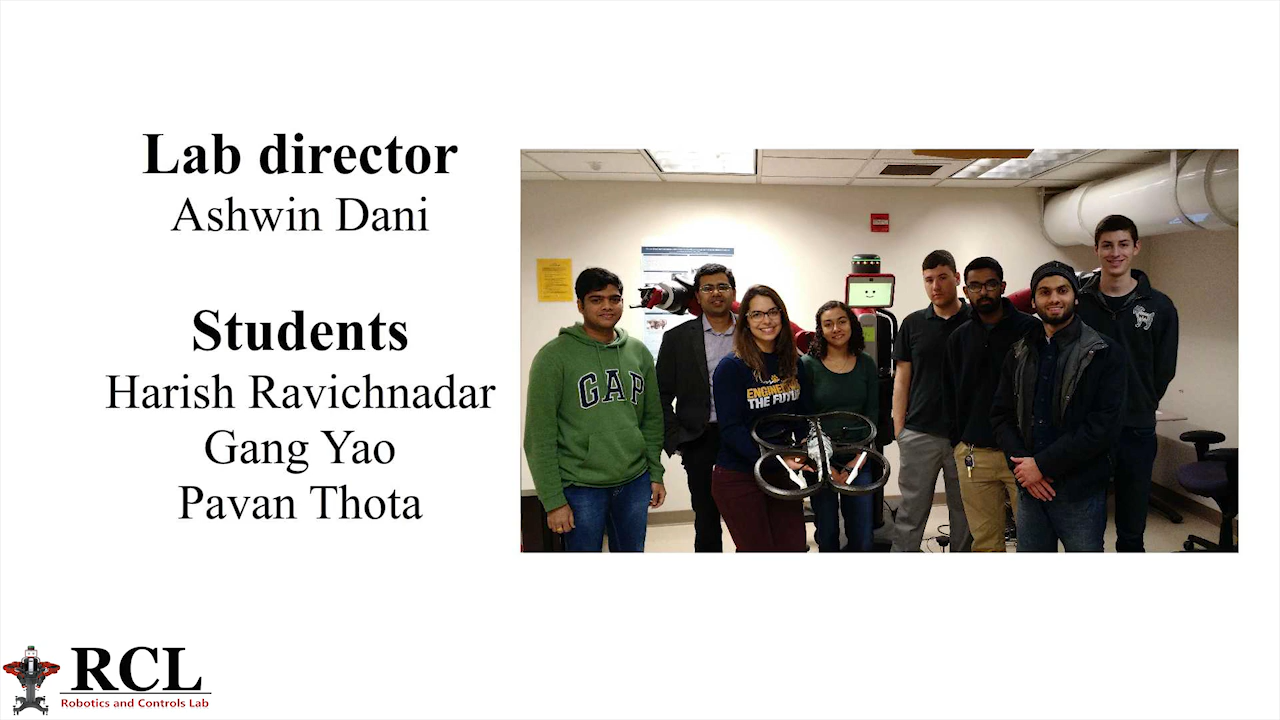 Lab director
Ashwin Dani
Students
Harish Ravichnadar
Gang Yao
Pavan Thota
GAP
ENGINEER
THE FUTURE
RCL
Robotics and Controls Lab